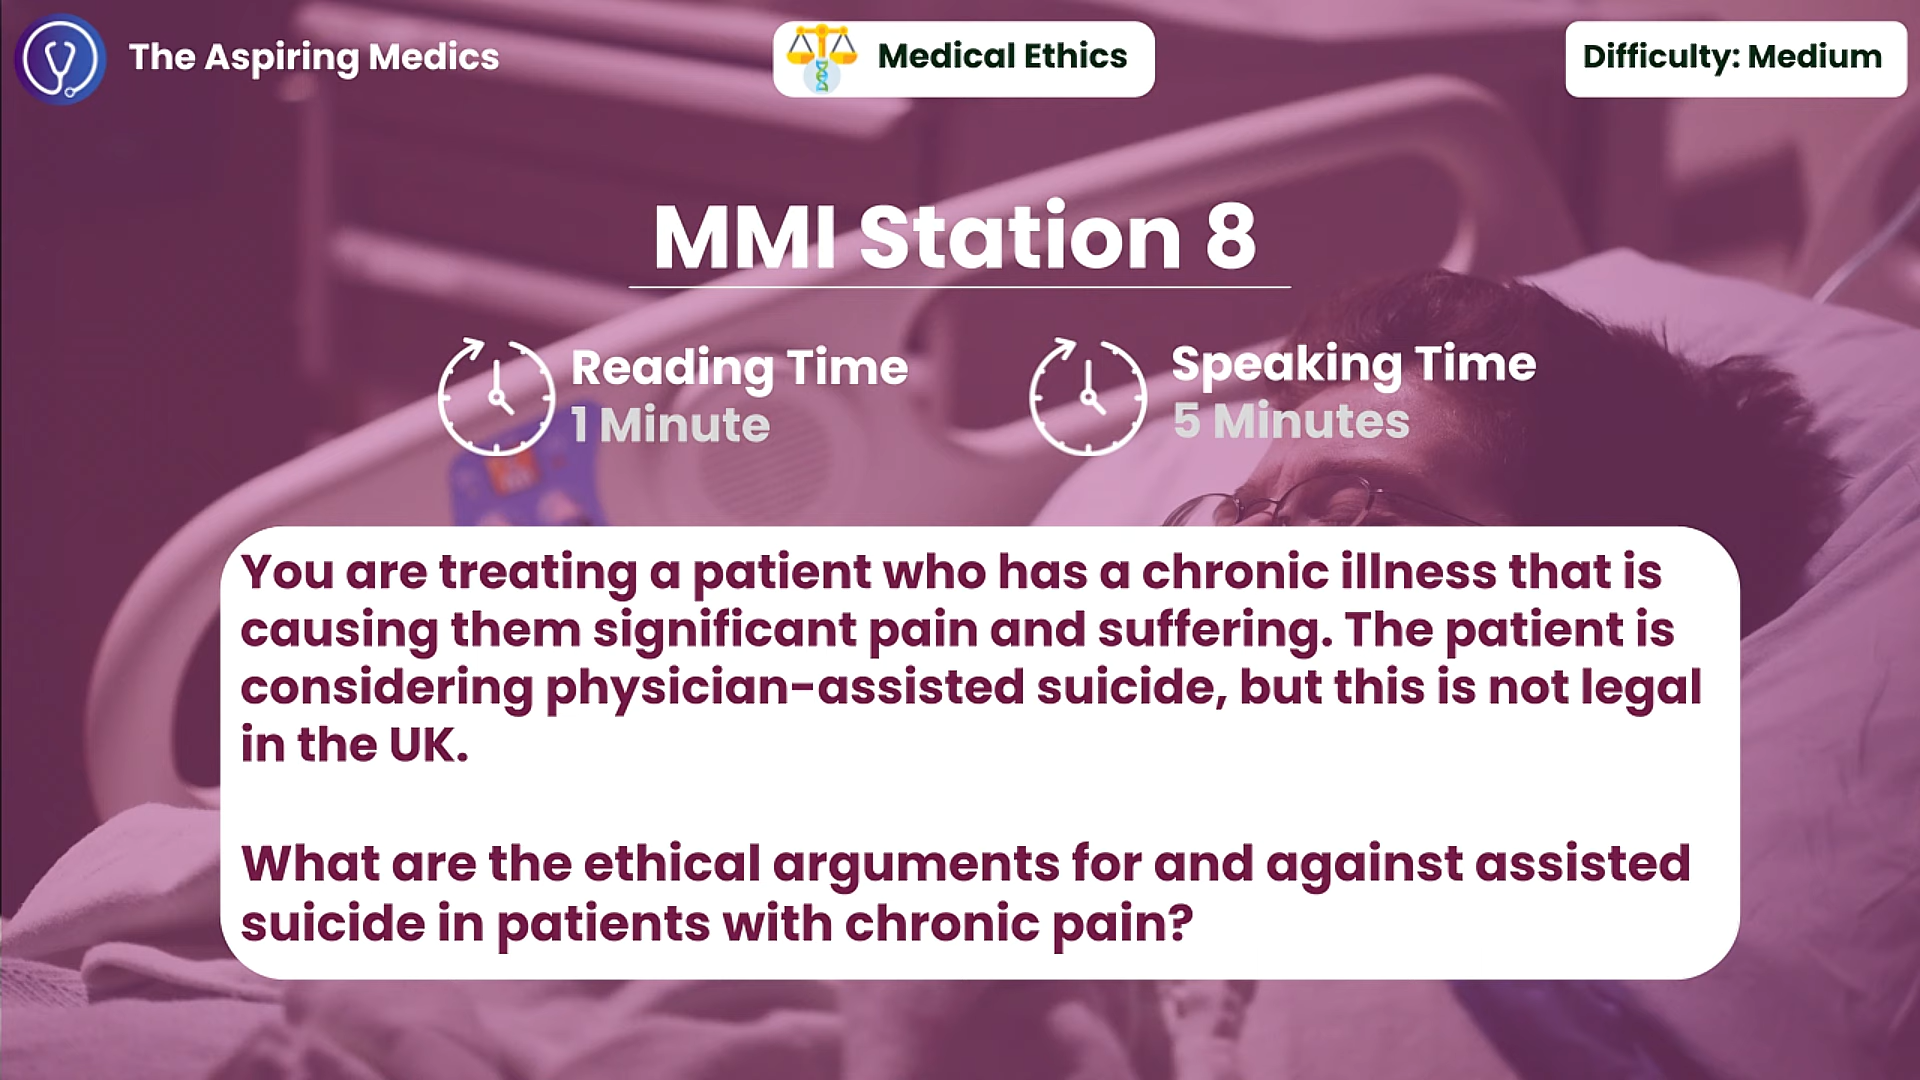 The Aspiring Medics
Medical Ethics
Difficulty: Medium
MMI Station 8
Reading Time
1 Minute
Speaking Time
5 Minutes
You are treating a patient who has a chronic illness that is
causing them significant pain and suffering. The patient is
considering physician-assisted suicide, but this is not legal
in the UK.
What are the ethical arguments for and against assisted
suicide in patients with chronic pain?